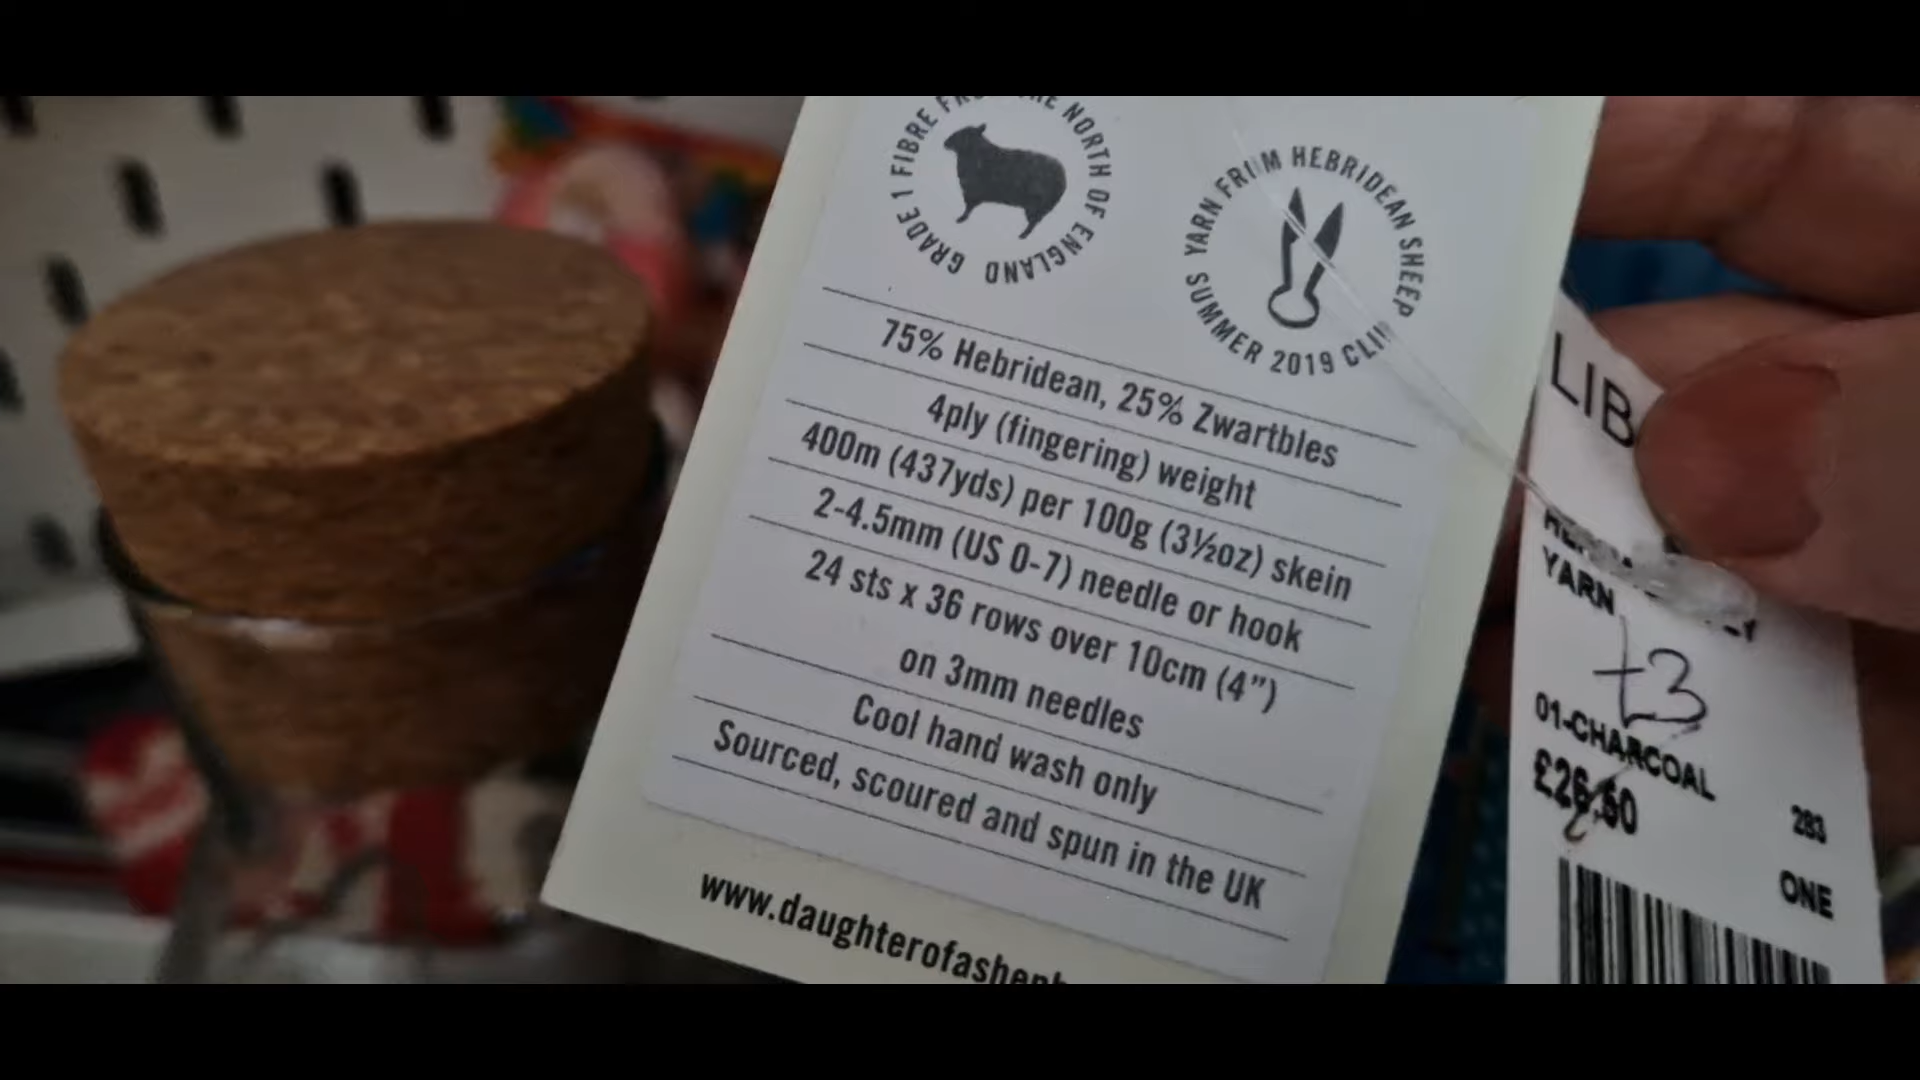 GRADE 1 FIBRE FROM THE NORTH OF ENGLAND
SUMMER 2019 CLIP
YARN FROM HEBRIDEAN SHEEP
75% Hebridean, 25% Zwartbles
4ply (fingering) weight
400m (437yds) per 100g (3½oz) skein
2-4.5mm (US 0-7) needle or hook
24 sts x 36 rows over 10cm (4”)
on 3mm needles
Cool hand wash only
Sourced, scoured and spun in the UK
www.daughterofasheph
LIB
YARN
£3
01-CHARCOAL
£26.50
283
ONE